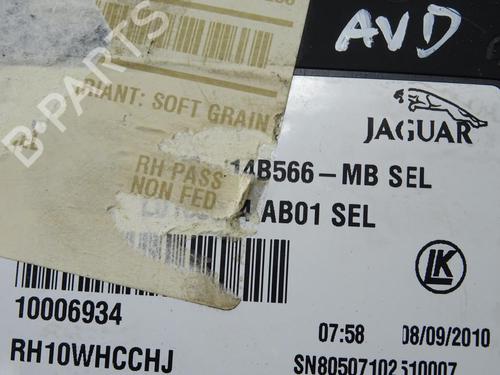 AVD
B-PARTS
VARIANT: SOFT GRAIN
JAGUAR
RH PASS
NON FED
14B566-MB SEL
AB01 SEL
LK
10006934
07:58 08/09/2010
RH10WHCCHJ
SN80507102510007